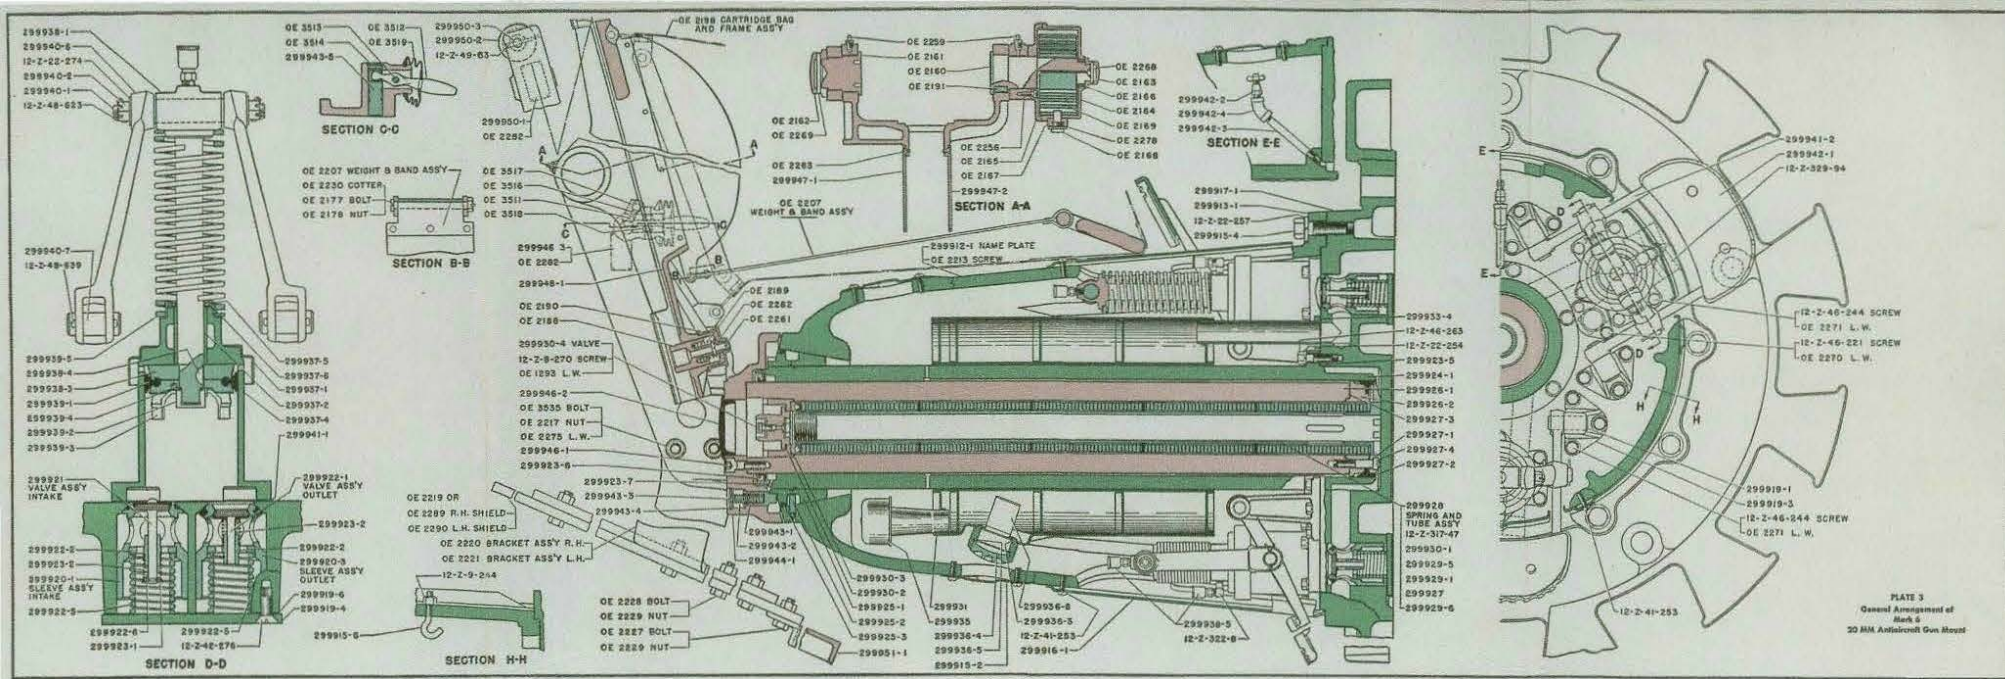 299938-1
299940-6
12-Z-22-274
299940-2
299940-1
12-Z-48-623
299940-7
12-Z-48-639
299939-5
299938-4
299938-3
299939-1
299939-4
299939-2
299939-3
299937-5
299937-6
299937-1
299937-2
299937-4
299941-1
299921
VALVE ASS'Y
INTAKE
299922-1
VALVE ASS'Y
OUTLET
299923-2
299922-2
299923-2
299920-1
SLEEVE ASS'Y
INTAKE
299922-5
299922-2
299920-3
SLEEVE ASS'Y
OUTLET
299919-6
299919-4
299922-6
299923-1
299922-5
12-Z-42-276
SECTION D-D
OE 3513
OE 3514
299943-5
OE 3512
OE 3519
SECTION C-C
OE 2207 WEIGHT & BAND ASS'Y
OE 2230 COTTER
OE 2177 BOLT
OE 2178 NUT
SECTION B-B
299950-3
299950-2
12-Z-49-63
299950-1
OE 2282
OE 2198 CARTRIDGE BAG
AND FRAME ASS'Y
A
A
OE 3517
OE 3516
OE 3511
OE 3518
C
C
299946 3
OE 2282
299948-1
B
B
OE 2190
OE 2188
OE 2189
OE 2282
OE 2261
299930-4 VALVE
12-Z-8-270 SCREW
OE 1293 L.W.
299946-2
OE 3535 BOLT
OE 2217 NUT
OE 2275 L.W.
299946-1
299923-6
299923-7
299943-3
299943-4
OE 2219 OR
OE 2289 R.H. SHIELD
OE 2290 L.H. SHIELD
OE 2220 BRACKET ASS'Y R.H.
OE 2221 BRACKET ASS'Y L.H.
12-Z-9-244
299915-6
SECTION H-H
OE 2228 BOLT
OE 2229 NUT
OE 2227 BOLT
OE 2229 NUT
299951-1
299943-1
299943-2
299944-1
299930-3
299930-2
299925-1
299925-2
299925-3
299931
299935
299936-4
299936-5
299915-2
299936-3
12-Z-41-253
299916-1
299938-5
12-Z-322-8
OE 2259
OE 2161
OE 2160
OE 2191
OE 2162
OE 2269
OE 2263
299947-1
OE 2256
OE 2165
OE 2167
299947-2
SECTION A-A
OE 2268
OE 2163
OE 2166
OE 2164
OE 2169
OE 2278
OE 2168
OE 2207
WEIGHT & BAND ASS'Y
299912-1 NAME PLATE
OE 2213 SCREW
299942-2
299942-4
299942-3
SECTION E-E
299917-1
299913-1
12-Z-22-257
299915-4
299933-4
12-Z-46-263
12-Z-22-254
299923-5
299924-1
299926-1
299926-2
299927-3
299927-1
299927-4
299927-2
299928
SPRING AND
TUBE ASS'Y
12-Z-317-47
299930-1
299929-5
299929-1
299927
299929-6
E
E
D
D
H
H
299941-2
299942-1
12-Z-329-94
12-Z-46-244 SCREW
OE 2271 L.W.
12-Z-46-221 SCREW
OE 2270 L.W.
299919-1
299919-3
12-Z-46-244 SCREW
OE 2271 L.W.
12-Z-41-253
PLATE 3
General Arrangement of
Mark 6
20 MM Antiaircraft Gun Mount